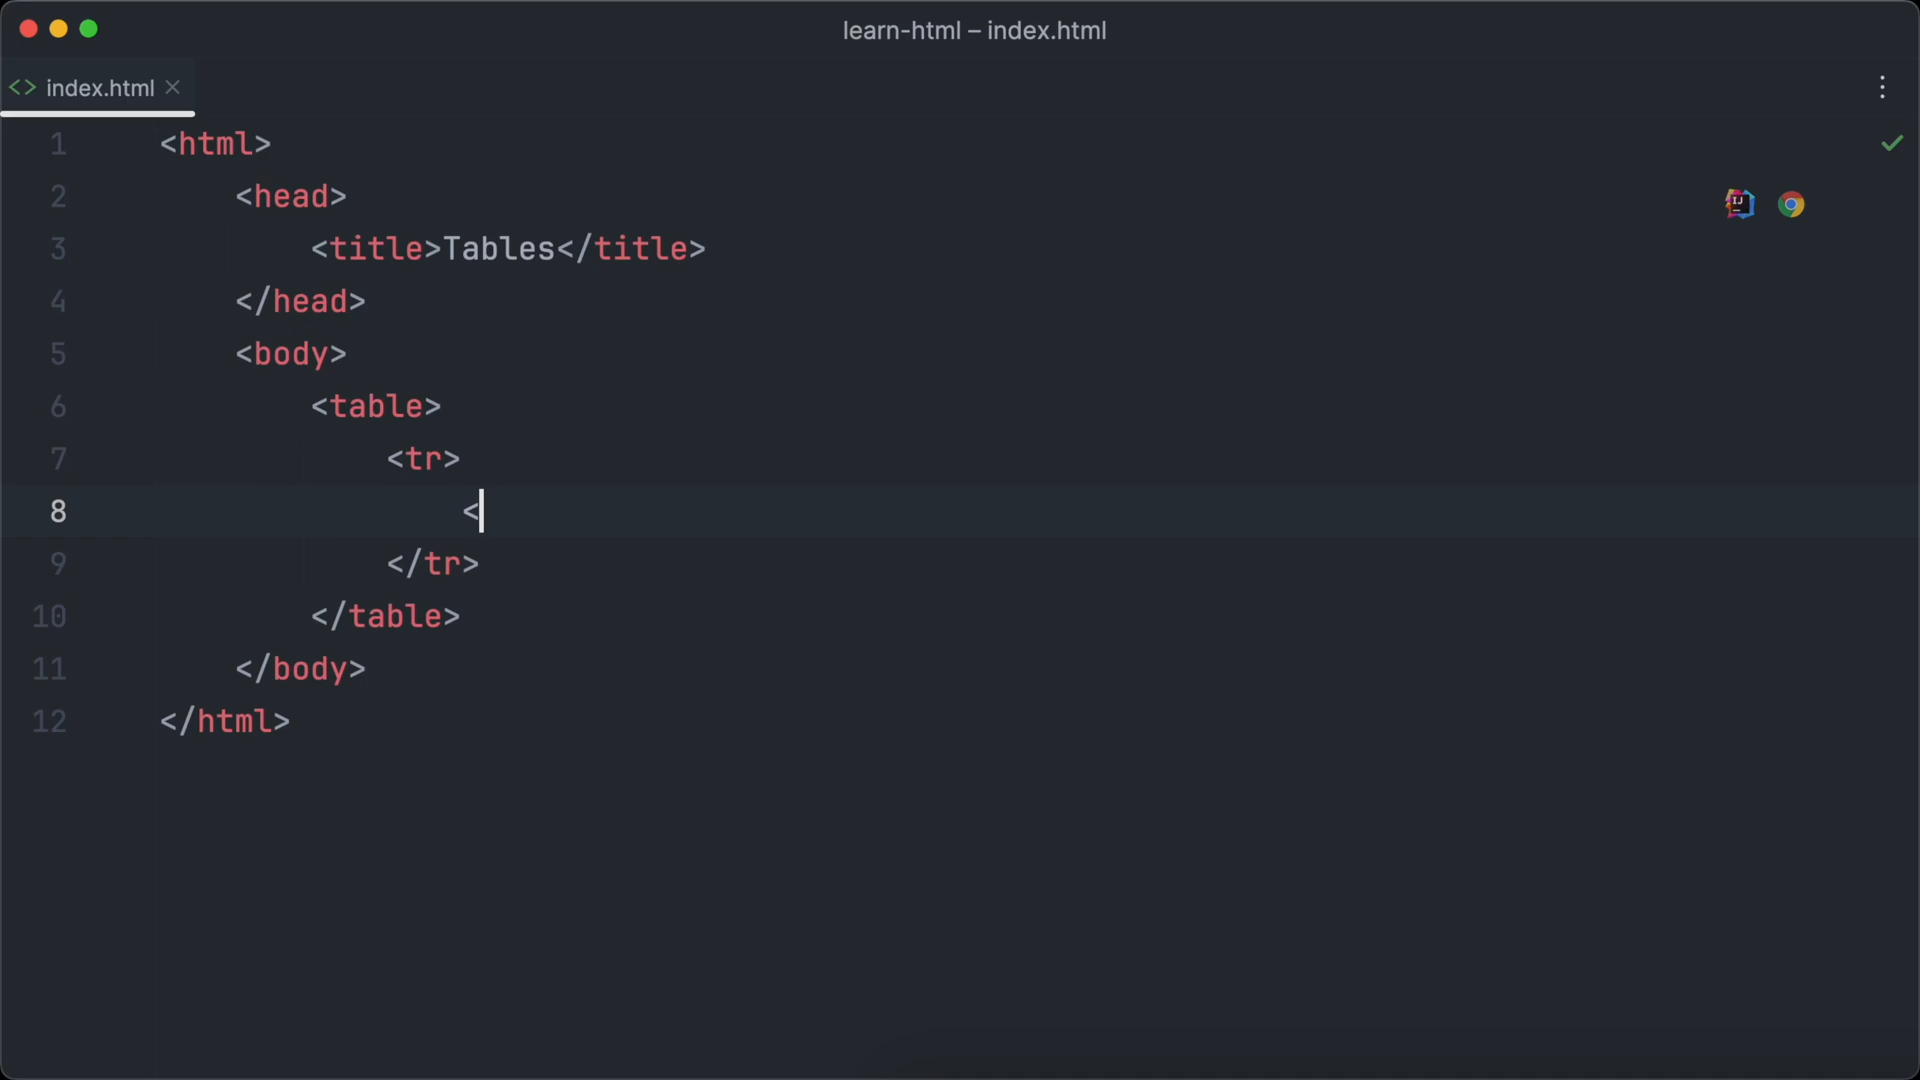 learn-html – index.html
<> index.html ×
1 <html>
2 <head>
3 <title>Tables</title>
4 </head>
5 <body>
6 <table>
7 <tr>
8 <
9 </tr>
10 </table>
11 </body>
12 </html>
IJ